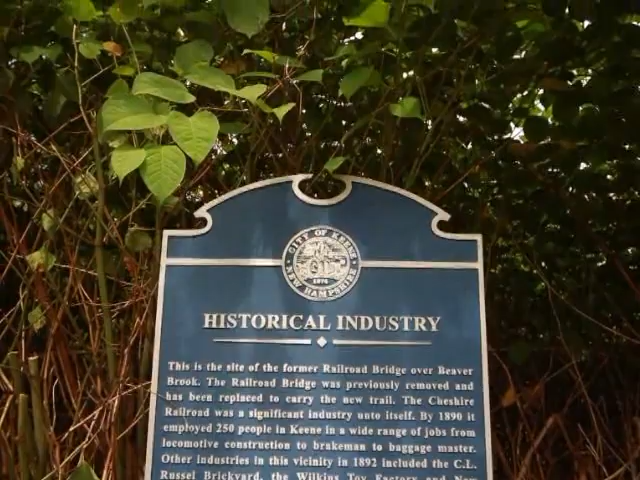 CITY OF KEENE
NEW HAMPSHIRE
HISTORICAL INDUSTRY
This is the site of the former Railroad Bridge over Beaver
Brook. The Railroad Bridge was previously removed and
has been replaced to carry the new trail. The Cheshire
Railroad was a significant industry unto itself. By 1890 it
employed 250 people in Keene in a wide range of jobs from
locomotive construction to brakeman to baggage master.
Other industries in this vicinity in 1892 included the C.L.
Russel Brickyard, the Wilkins Toy Factory and New